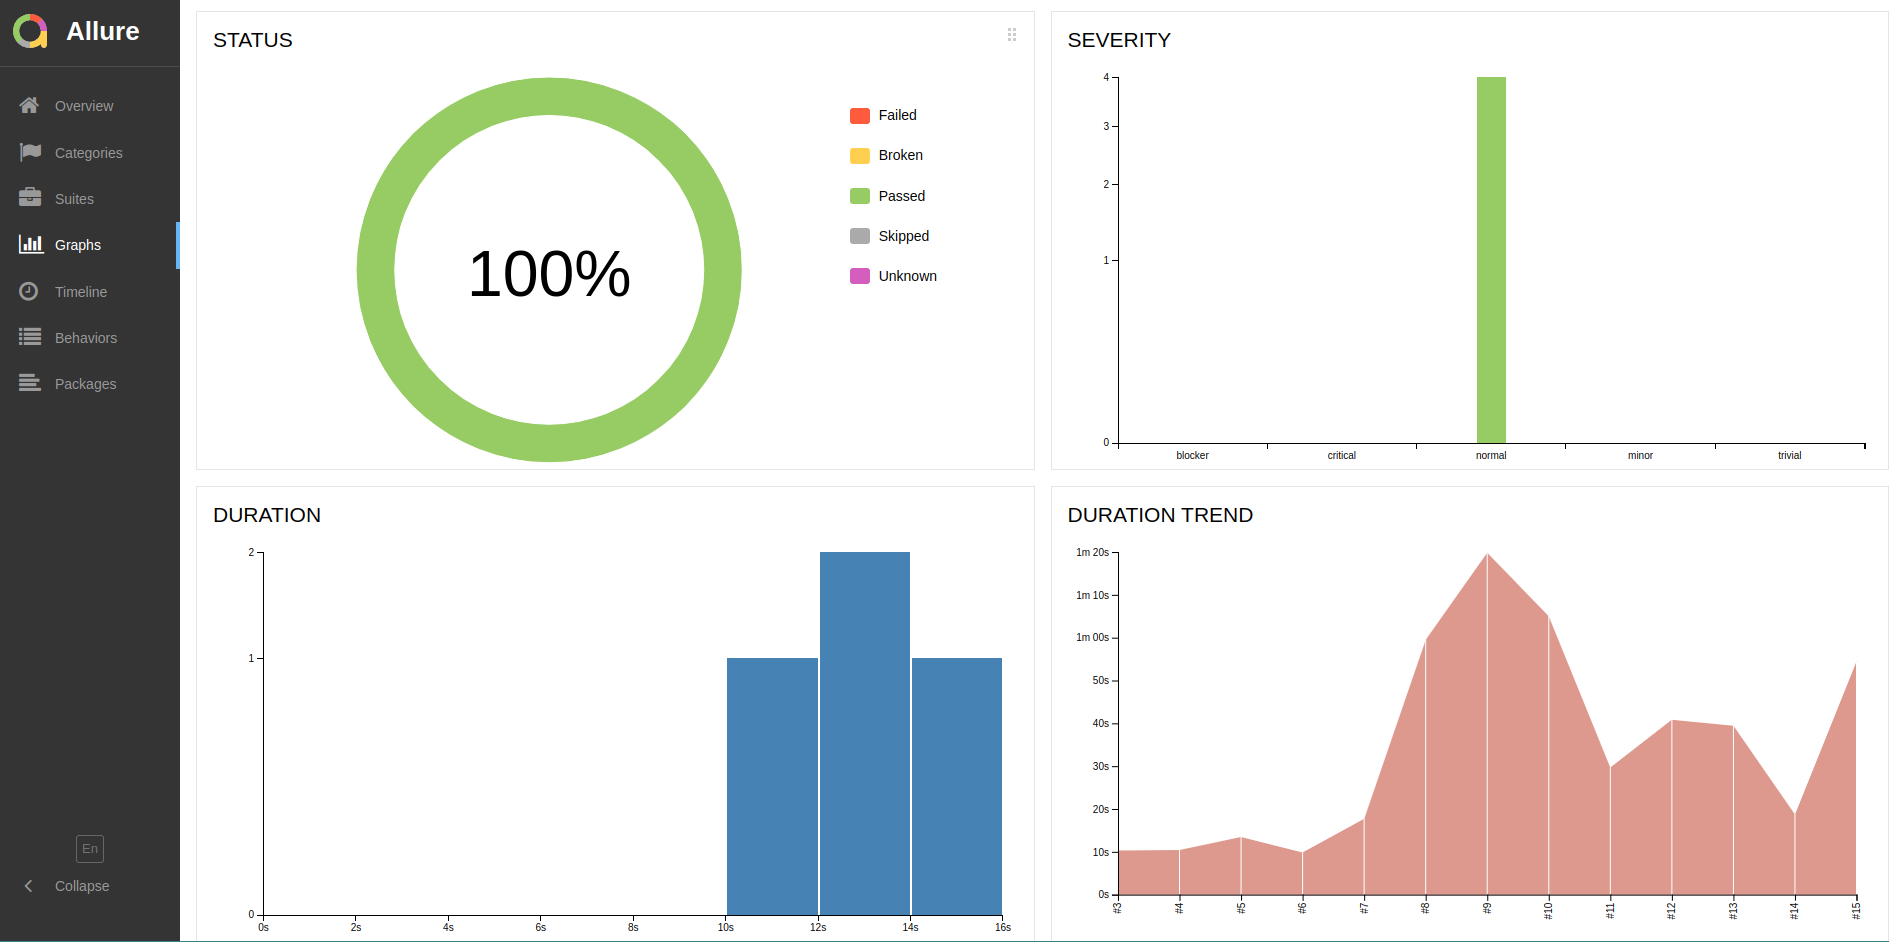 Allure
Overview
Categories
Suites
Graphs
Timeline
Behaviors
Packages
En
Collapse
STATUS
100%
Failed
Broken
Passed
Skipped
Unknown
SEVERITY
4
3
2
1
0
blocker critical normal minor trivial
DURATION
2
1
0
0s 2s 4s 6s 8s 10s 12s 14s 16s
DURATION TREND
1m 20s
1m 10s
1m 00s
50s
40s
30s
20s
10s
0s
#3 #4 #5 #6 #7 #8 #9 #10 #11 #12 #13 #14 #15